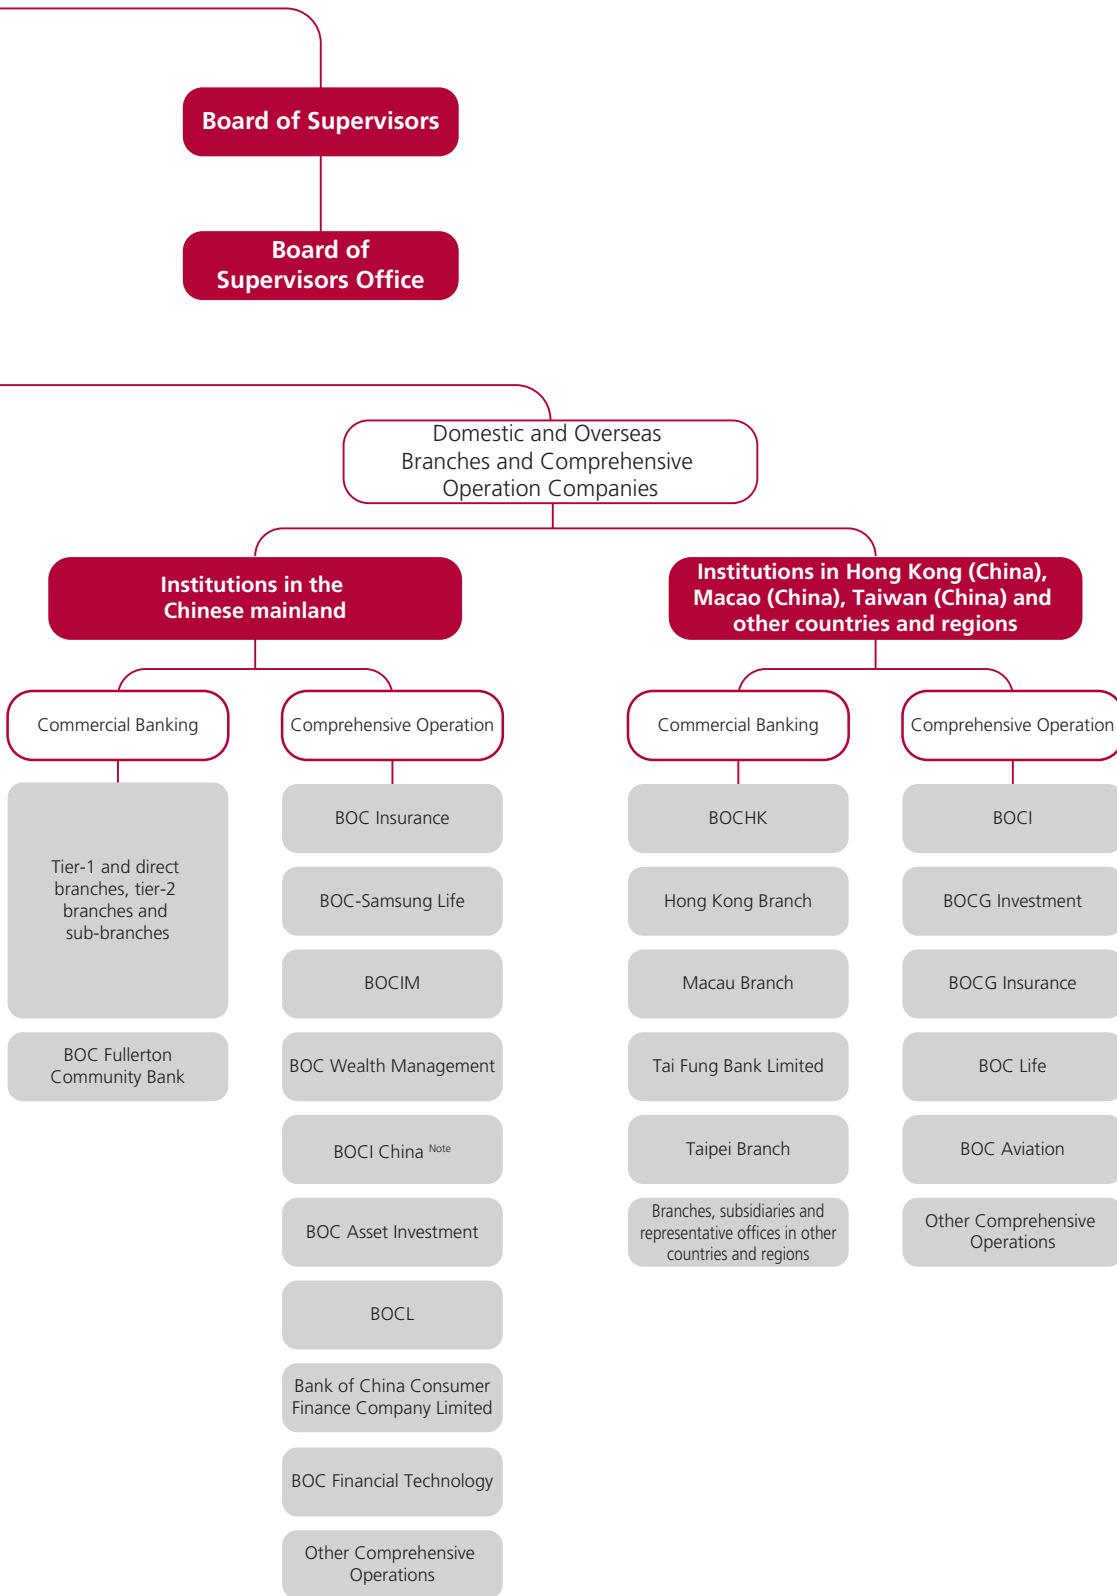 Board of Supervisors
Board of
Supervisors Office
Domestic and Overseas
Branches and Comprehensive
Operation Companies
Institutions in the
Chinese mainland
Institutions in Hong Kong (China),
Macao (China), Taiwan (China) and
other countries and regions
Commercial Banking
Comprehensive Operation
Commercial Banking
Comprehensive Operation
Tier-1 and direct
branches, tier-2
branches and
sub-branches
BOC Fullerton
Community Bank
BOC Insurance
BOC-Samsung Life
BOCIM
BOC Wealth Management
BOCI China Note
BOC Asset Investment
BOCL
Bank of China Consumer
Finance Company Limited
BOC Financial Technology
Other Comprehensive
Operations
BOCHK
Hong Kong Branch
Macau Branch
Tai Fung Bank Limited
Taipei Branch
Branches, subsidiaries and
representative offices in other
countries and regions
BOCI
BOCG Investment
BOCG Insurance
BOC Life
BOC Aviation
Other Comprehensive
Operations